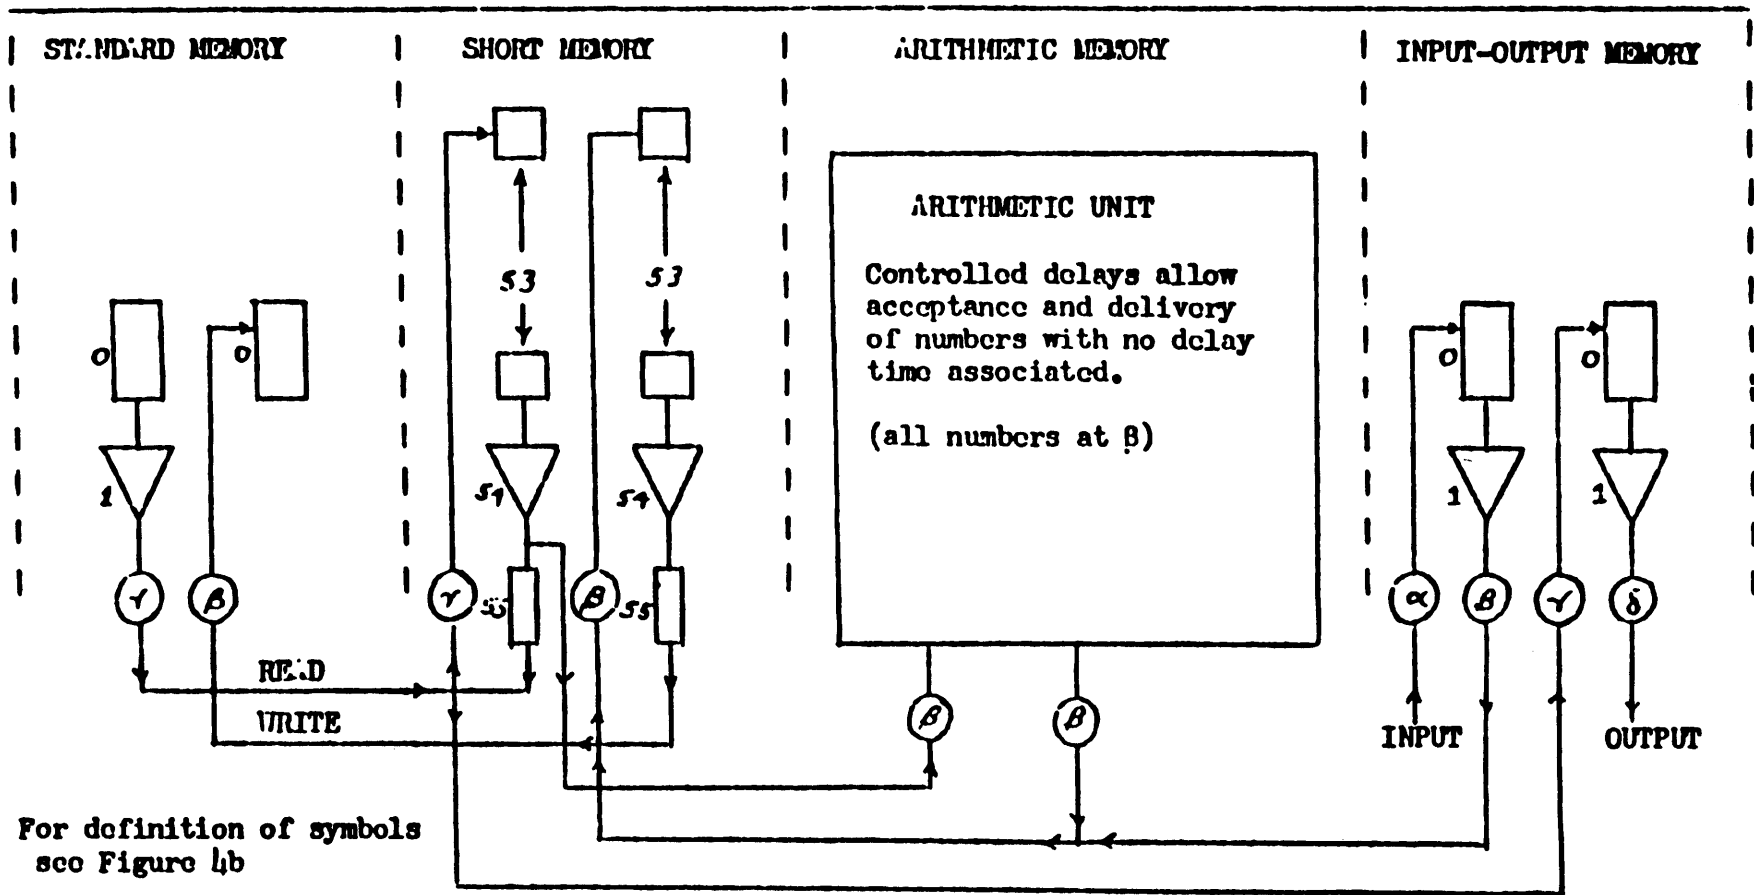 STANDARD MEMORY
SHORT MEMORY
ARITHMETIC MEMORY
INPUT-OUTPUT MEMORY
ARITHMETIC UNIT
Controlled delays allow
acceptance and delivery
of numbers with no delay
time associated.
(all numbers at β)
53
53
0
0
0
0
1
54
54
1
1
γ
β
γ
55
β
55
α
β
γ
δ
READ
WRITE
β
β
INPUT
OUTPUT
For definition of symbols
see Figure 4b